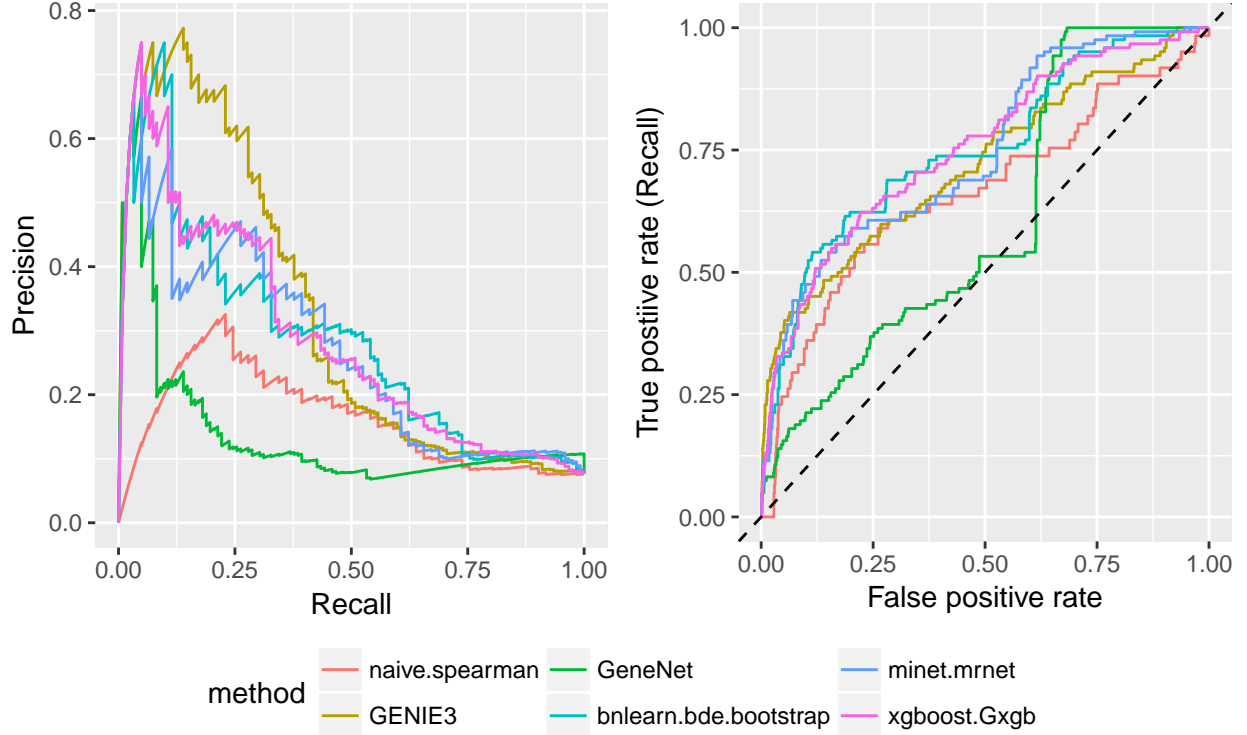 0.8
0.6
0.4
0.2
0.0
Precision
0.00 0.25 0.50 0.75 1.00
Recall
1.00
0.75
0.50
0.25
0.00
True postiive rate (Recall)
0.00 0.25 0.50 0.75 1.00
False positive rate
method
naive.spearman GeneNet minet.mrnet
GENIE3 bnlearn.bde.bootstrap xgboost.Gxgb